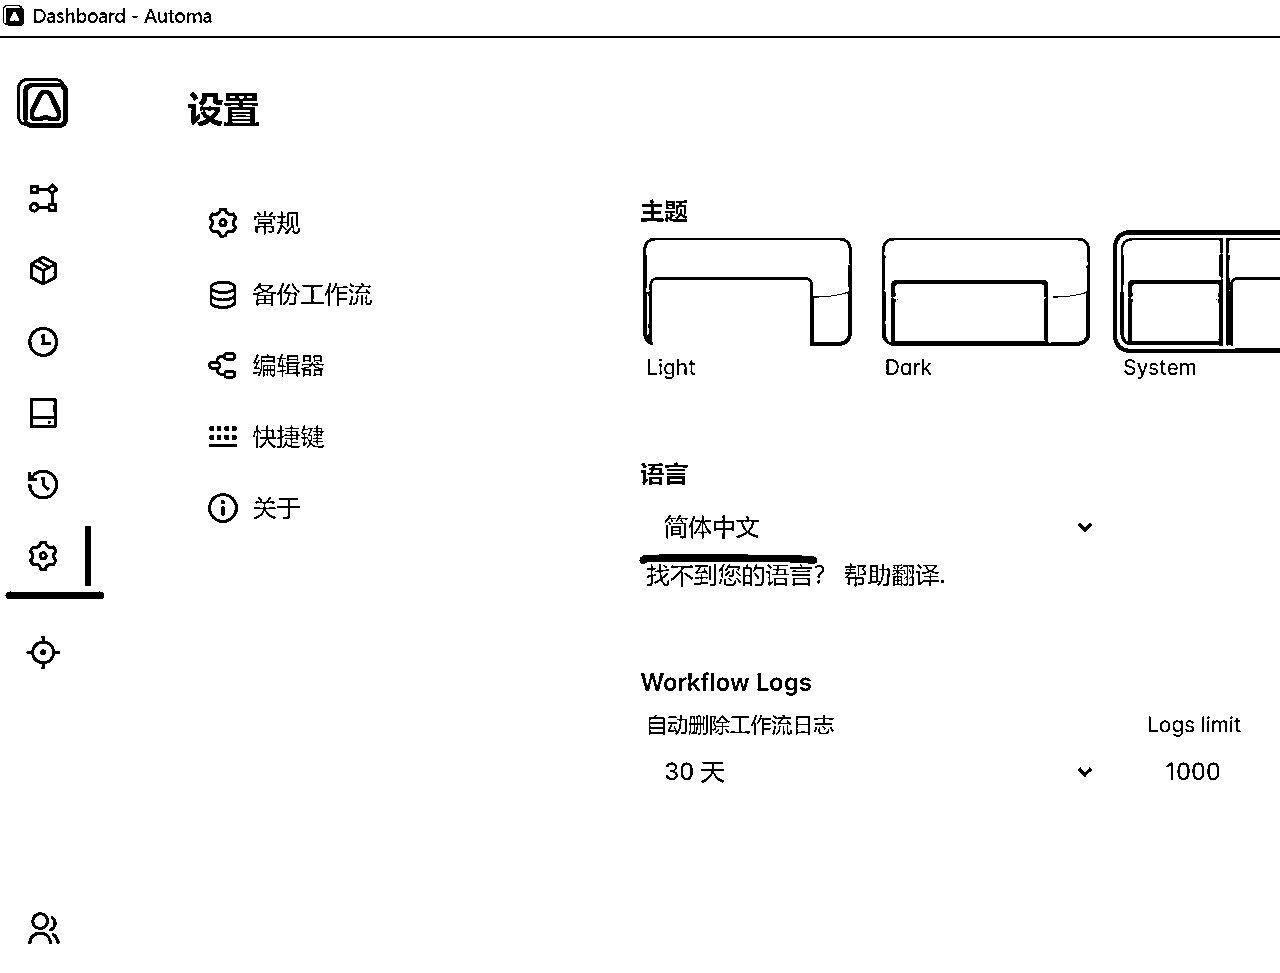 Dashboard - Automa
设置
常规
备份工作流
编辑器
快捷键
关于
主题
Light
Dark
System
语言
简体中文
找不到您的语言？ 帮助翻译.
Workflow Logs
自动删除工作流日志
Logs limit
30 天
1000